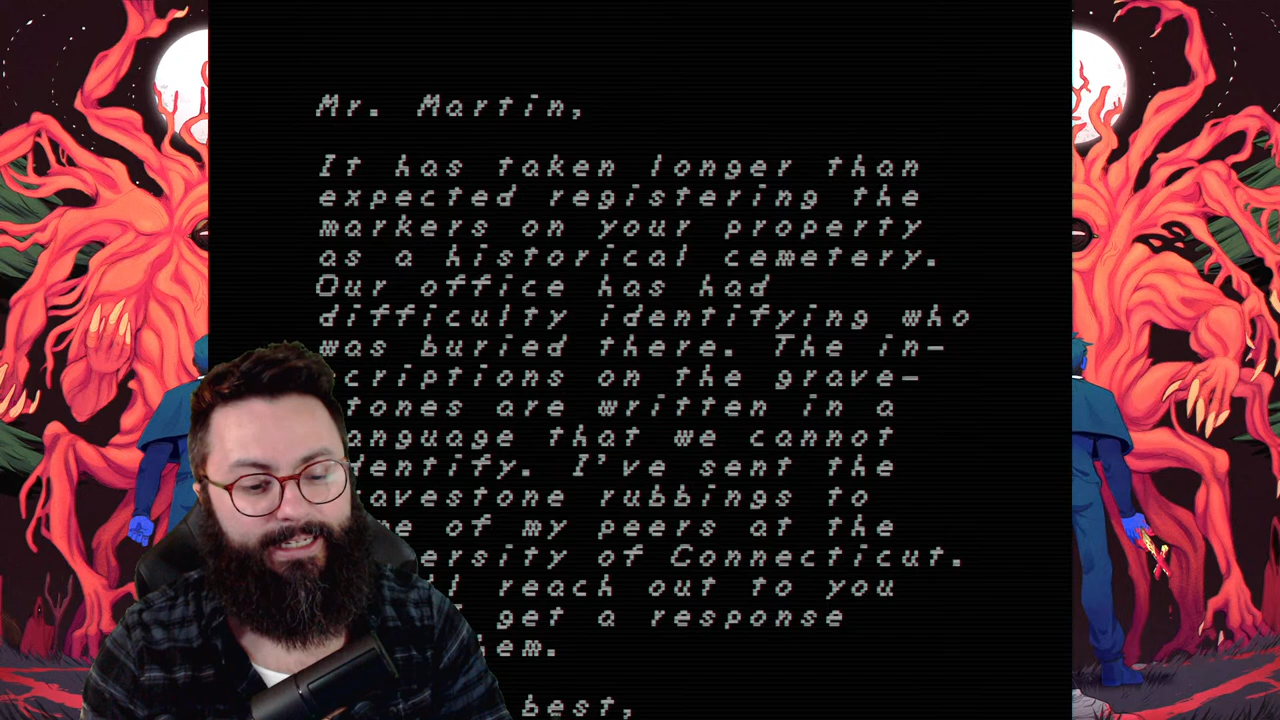 Mr. Martin,
It has taken longer than
expected registering the
markers on your property
as a historical cemetery.
Our office has had
difficulty identifying who
was buried there. The in-
criptions on the grave-
tones are written in a
anguage that we cannot
dentify. I've sent the
avestone rubbings to
of my peers at the
ersity of Connecticut.
reach out to you
get a response
em.
best,